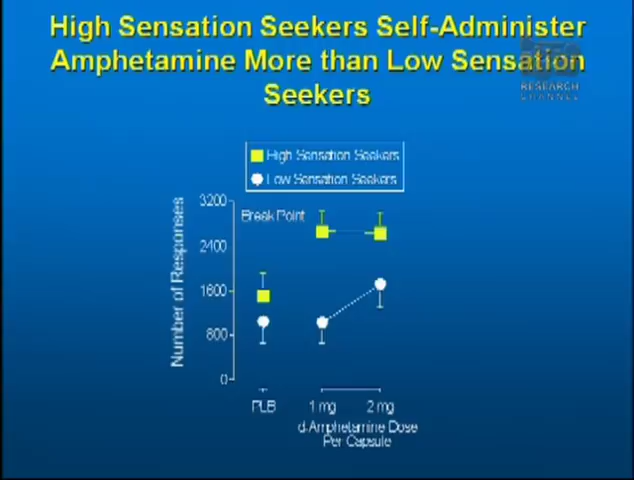 High Sensation Seekers Self-Administer
Amphetamine More than Low Sensation
Seekers
RESEARCH
CHANNEL
High Sensation Seekers
Low Sensation Seekers
Number of Responses
3200
2400
1600
800
0
Break Point
PLB
1 mg
2 mg
d-Amphetamine Dose
Per Capsule